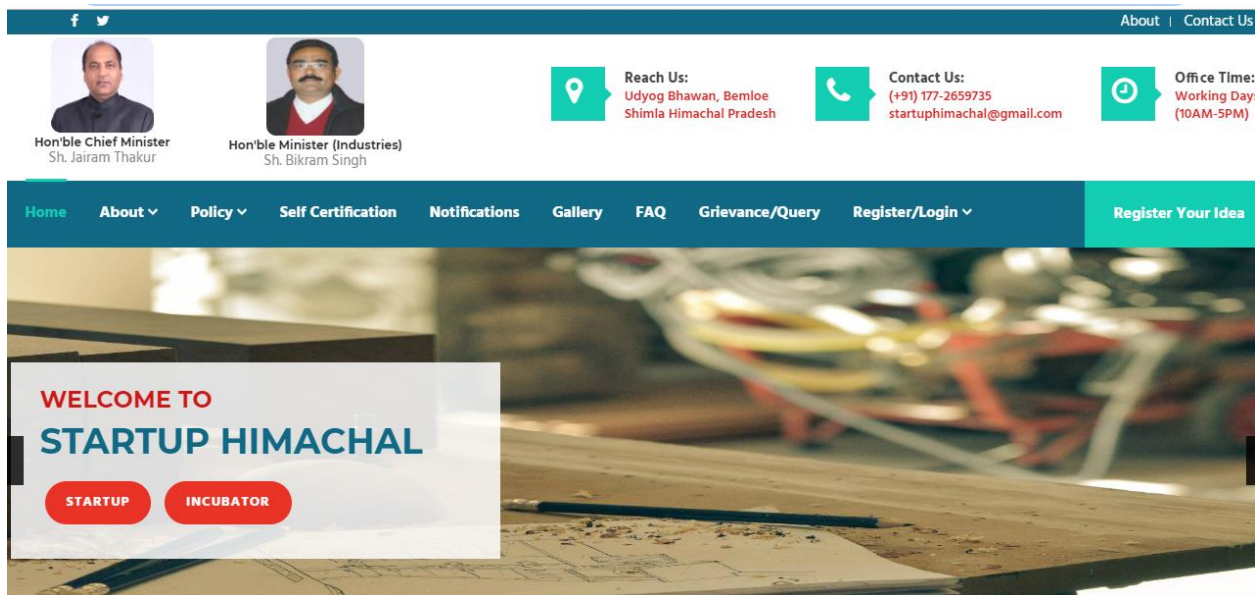 About | Contact Us
Hon'ble Chief Minister
Sh. Jairam Thakur
Hon'ble Minister (Industries)
Sh. Bikram Singh
Reach Us:
Udyog Bhawan, Bemloe
Shimla Himachal Pradesh
Contact Us:
(+91) 177-2659735
startuphimachal@gmail.com
Office Time:
Working Days
(10AM-5PM)
Home About Policy Self Certification Notifications Gallery FAQ Grievance/Query Register/Login Register Your Idea
WELCOME TO
STARTUP HIMACHAL
STARTUP INCUBATOR